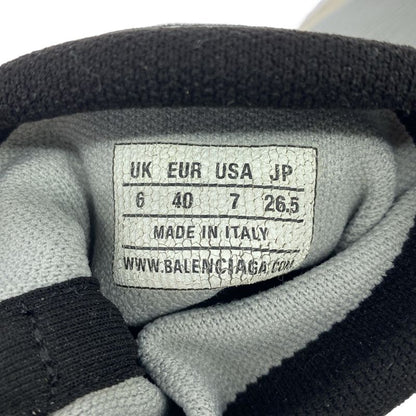 UK EUR USA JP
6 40 7 26.5
MADE IN ITALY
WWW.BALENCIAGA.COM